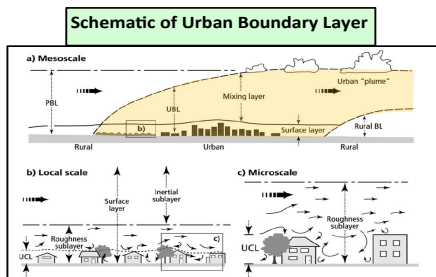 Schematic of Urban Boundary Layer
a) Mesoscale
Urban "plume"
PBL
UBL
Mixing layer
b)
Surface layer
Rural BL
Rural
Urban
Rural
b) Local scale
Surface layer
Inertial sublayer
Roughness sublayer
UCL
c)
c) Microscale
Roughness sublayer
UCL